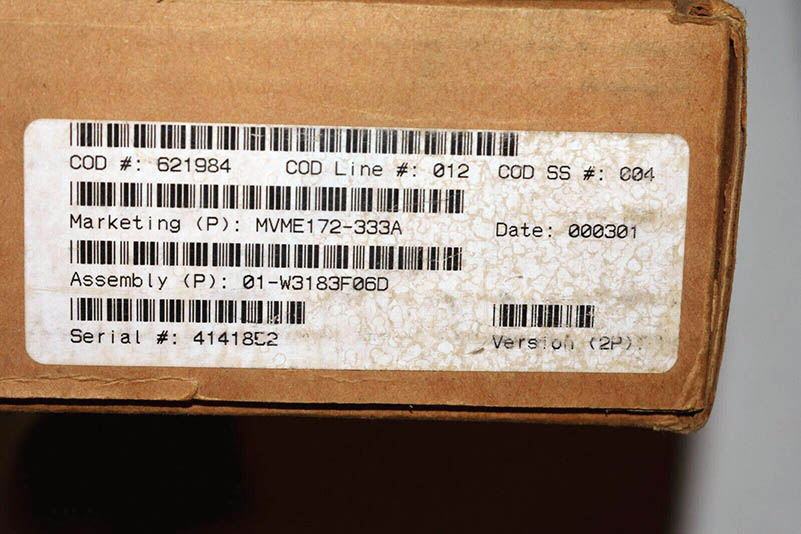 COD #: 621984 COD Line #: 012 COD SS #: 004
Marketing (P): MVME172-333A Date: 000301
Assembly (P): 01-W3183F06D
Serial #: Version (2P):